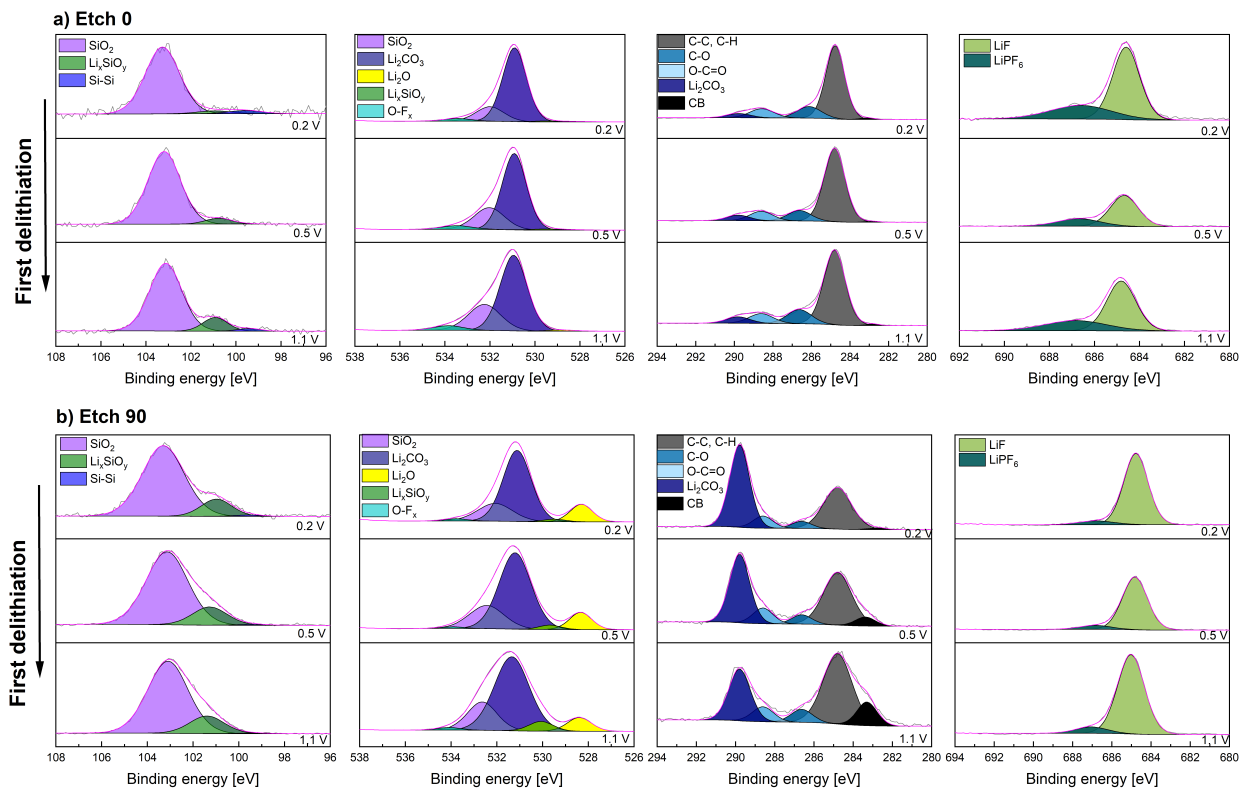 a) Etch 0
First delithiation
SiO2
LixSiOy
Si-Si
0.2 V
0.5 V
1.1 V
108 106 104 102 100 98 96
Binding energy [eV]
SiO2
Li2CO3
Li2O
LixSiOy
O-Fx
0.2 V
0.5 V
1.1 V
538 536 534 532 530 528 526
Binding energy [eV]
C-C, C-H
C-O
O-C=O
Li2CO3
CB
0.2 V
0.5 V
1.1 V
294 292 290 288 286 284 282 280
Binding energy [eV]
LiF
LiPF6
0.2 V
0.5 V
1.1 V
692 690 688 686 684 682 680
Binding energy [eV]
b) Etch 90
First delithiation
SiO2
LixSiOy
Si-Si
0.2 V
0.5 V
1.1 V
108 106 104 102 100 98 96
Binding energy [eV]
SiO2
Li2CO3
Li2O
LixSiOy
O-Fx
0.2 V
0.5 V
1.1 V
538 536 534 532 530 528 526
Binding energy [eV]
C-C, C-H
C-O
O-C=O
Li2CO3
CB
0.2 V
0.5 V
1.1 V
294 292 290 288 286 284 282 280
Binding energy [eV]
LiF
LiPF6
0.2 V
0.5 V
1.1 V
694 692 690 688 686 684 682 680
Binding energy [eV]